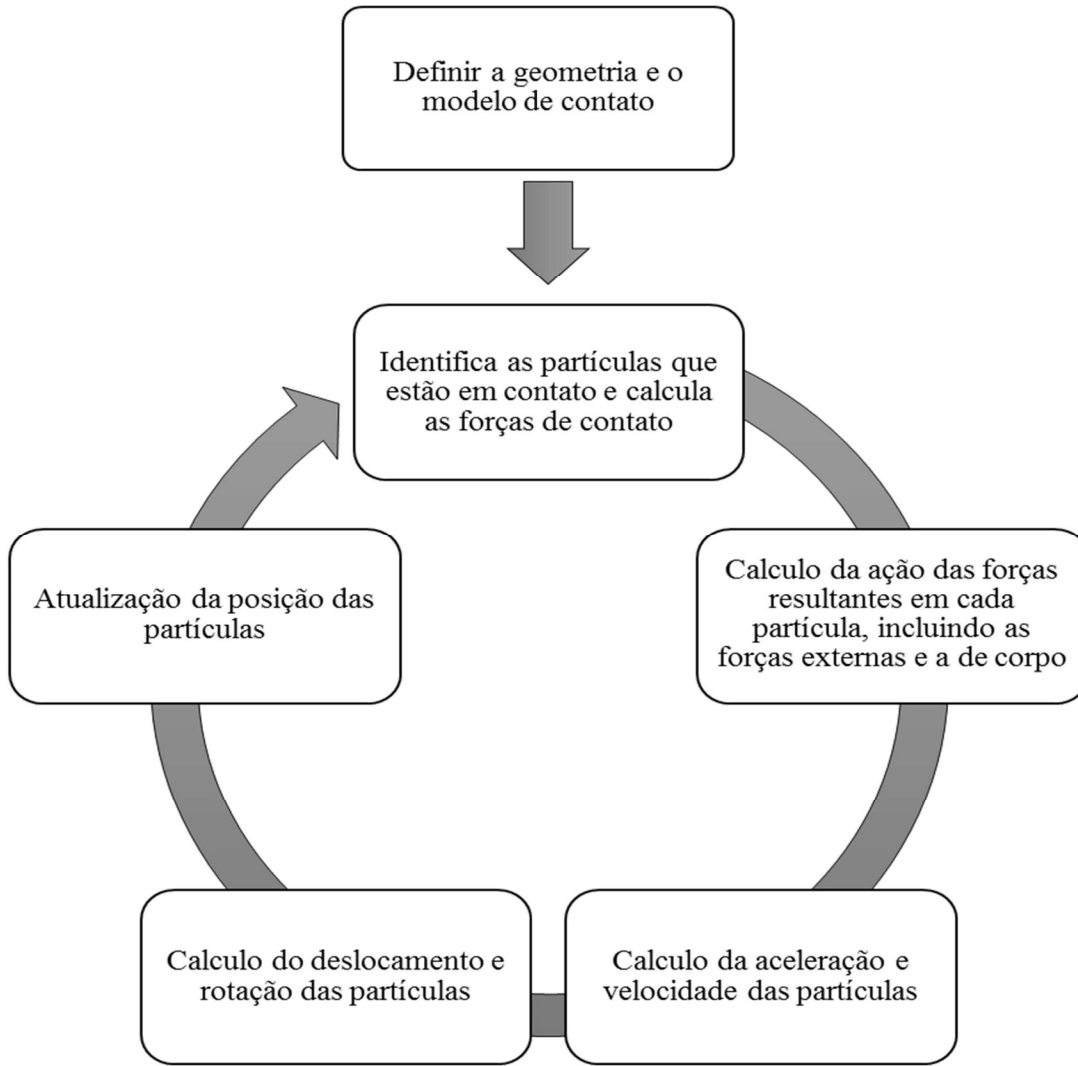 Definir a geometria e o
modelo de contato
Identifica as partículas que
estão em contato e calcula
as forças de contato
Calculo da ação das forças
resultantes em cada
partícula, incluindo as
forças externas e a de corpo
Calculo da aceleração e
velocidade das partículas
Calculo do deslocamento e
rotação das partículas
Atualização da posição das
partículas